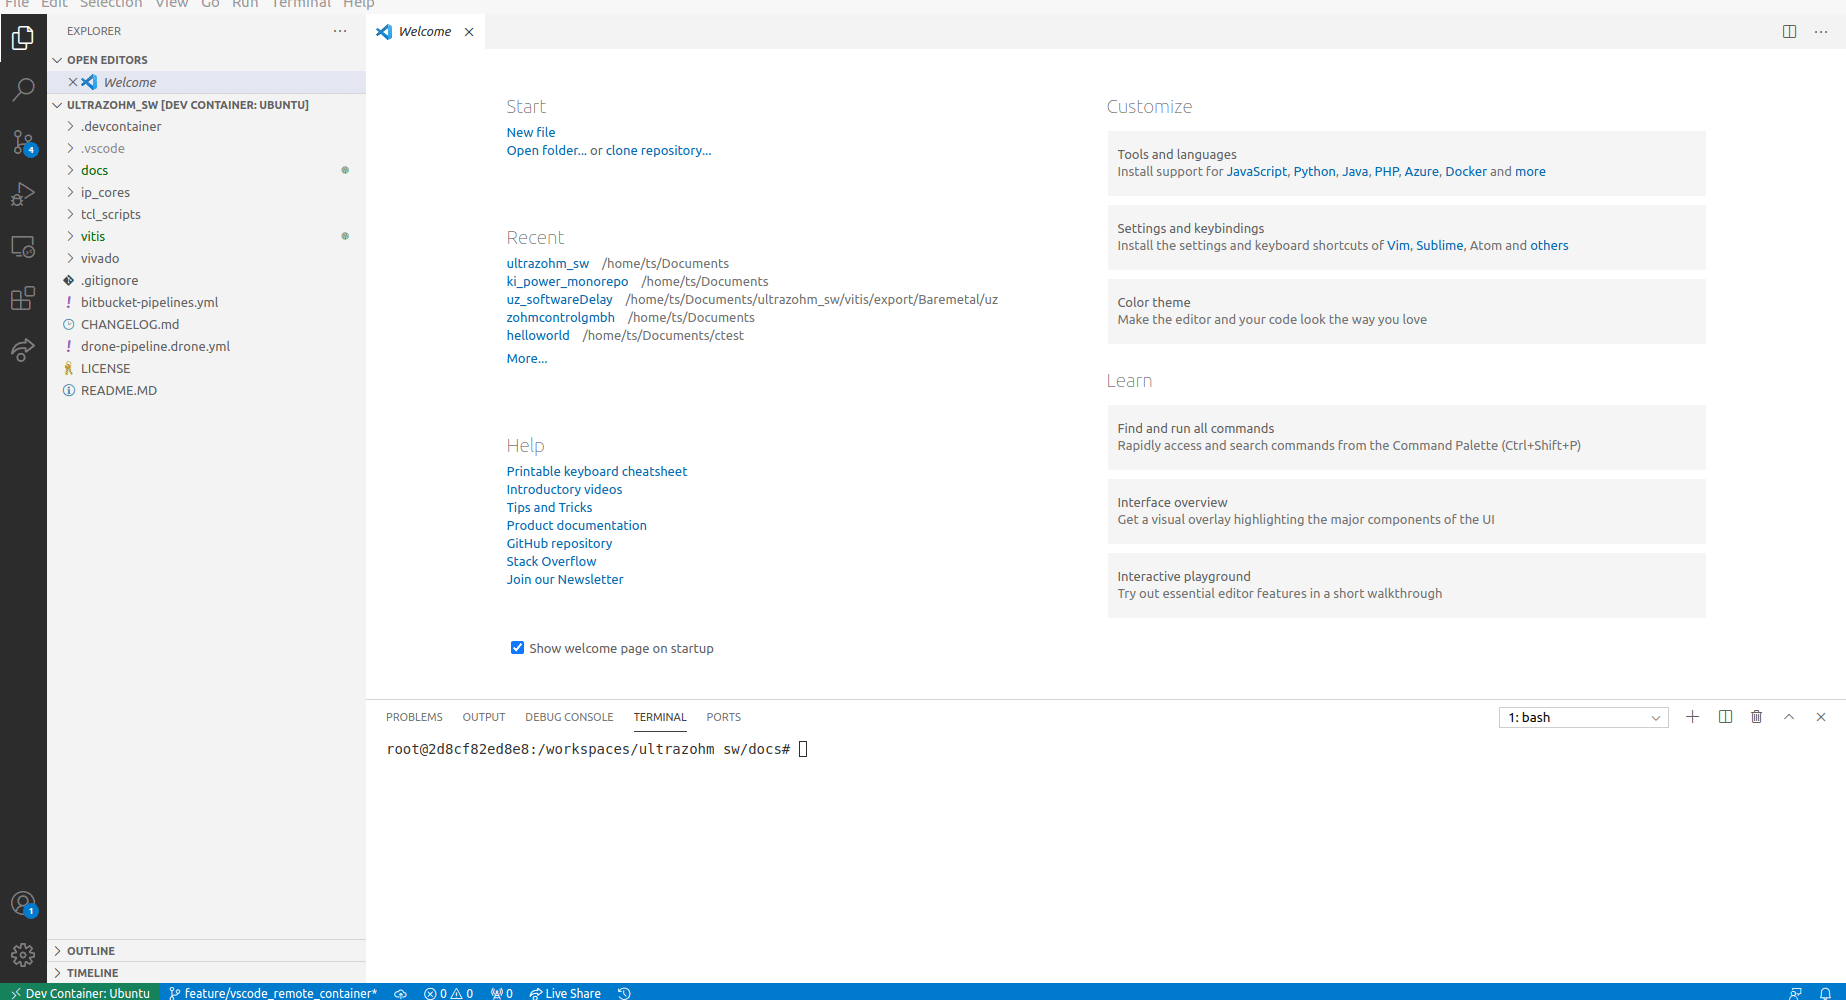 File Edit Selection View Go Run Terminal Help
EXPLORER
OPEN EDITORS
Welcome
ULTRAZOHM_SW [DEV CONTAINER: UBUNTU]
.devcontainer
.vscode
docs
ip_cores
tcl_scripts
vitis
vivado
.gitignore
bitbucket-pipelines.yml
CHANGELOG.md
drone-pipeline.drone.yml
LICENSE
README.MD
OUTLINE
TIMELINE
4
1
Welcome
Start
New file
Open folder... or clone repository...
Recent
ultrazohm_sw /home/ts/Documents
ki_power_monorepo /home/ts/Documents
uz_softwareDelay /home/ts/Documents/ultrazohm_sw/vitis/export/Baremetal/uz
zohmcontrolgmbh /home/ts/Documents
helloworld /home/ts/Documents/ctest
More...
Help
Printable keyboard cheatsheet
Introductory videos
Tips and Tricks
Product documentation
GitHub repository
Stack Overflow
Join our Newsletter
Show welcome page on startup
Customize
Tools and languages
Install support for JavaScript, Python, Java, PHP, Azure, Docker and more
Settings and keybindings
Install the settings and keyboard shortcuts of Vim, Sublime, Atom and others
Color theme
Make the editor and your code look the way you love
Learn
Find and run all commands
Rapidly access and search commands from the Command Palette (Ctrl+Shift+P)
Interface overview
Get a visual overlay highlighting the major components of the UI
Interactive playground
Try out essential editor features in a short walkthrough
PROBLEMS OUTPUT DEBUG CONSOLE TERMINAL PORTS
1: bash
root@2d8cf82ed8e8:/workspaces/ultrazohm sw/docs#
Dev Container: Ubuntu feature/vscode_remote_container* 0 0 0 Live Share